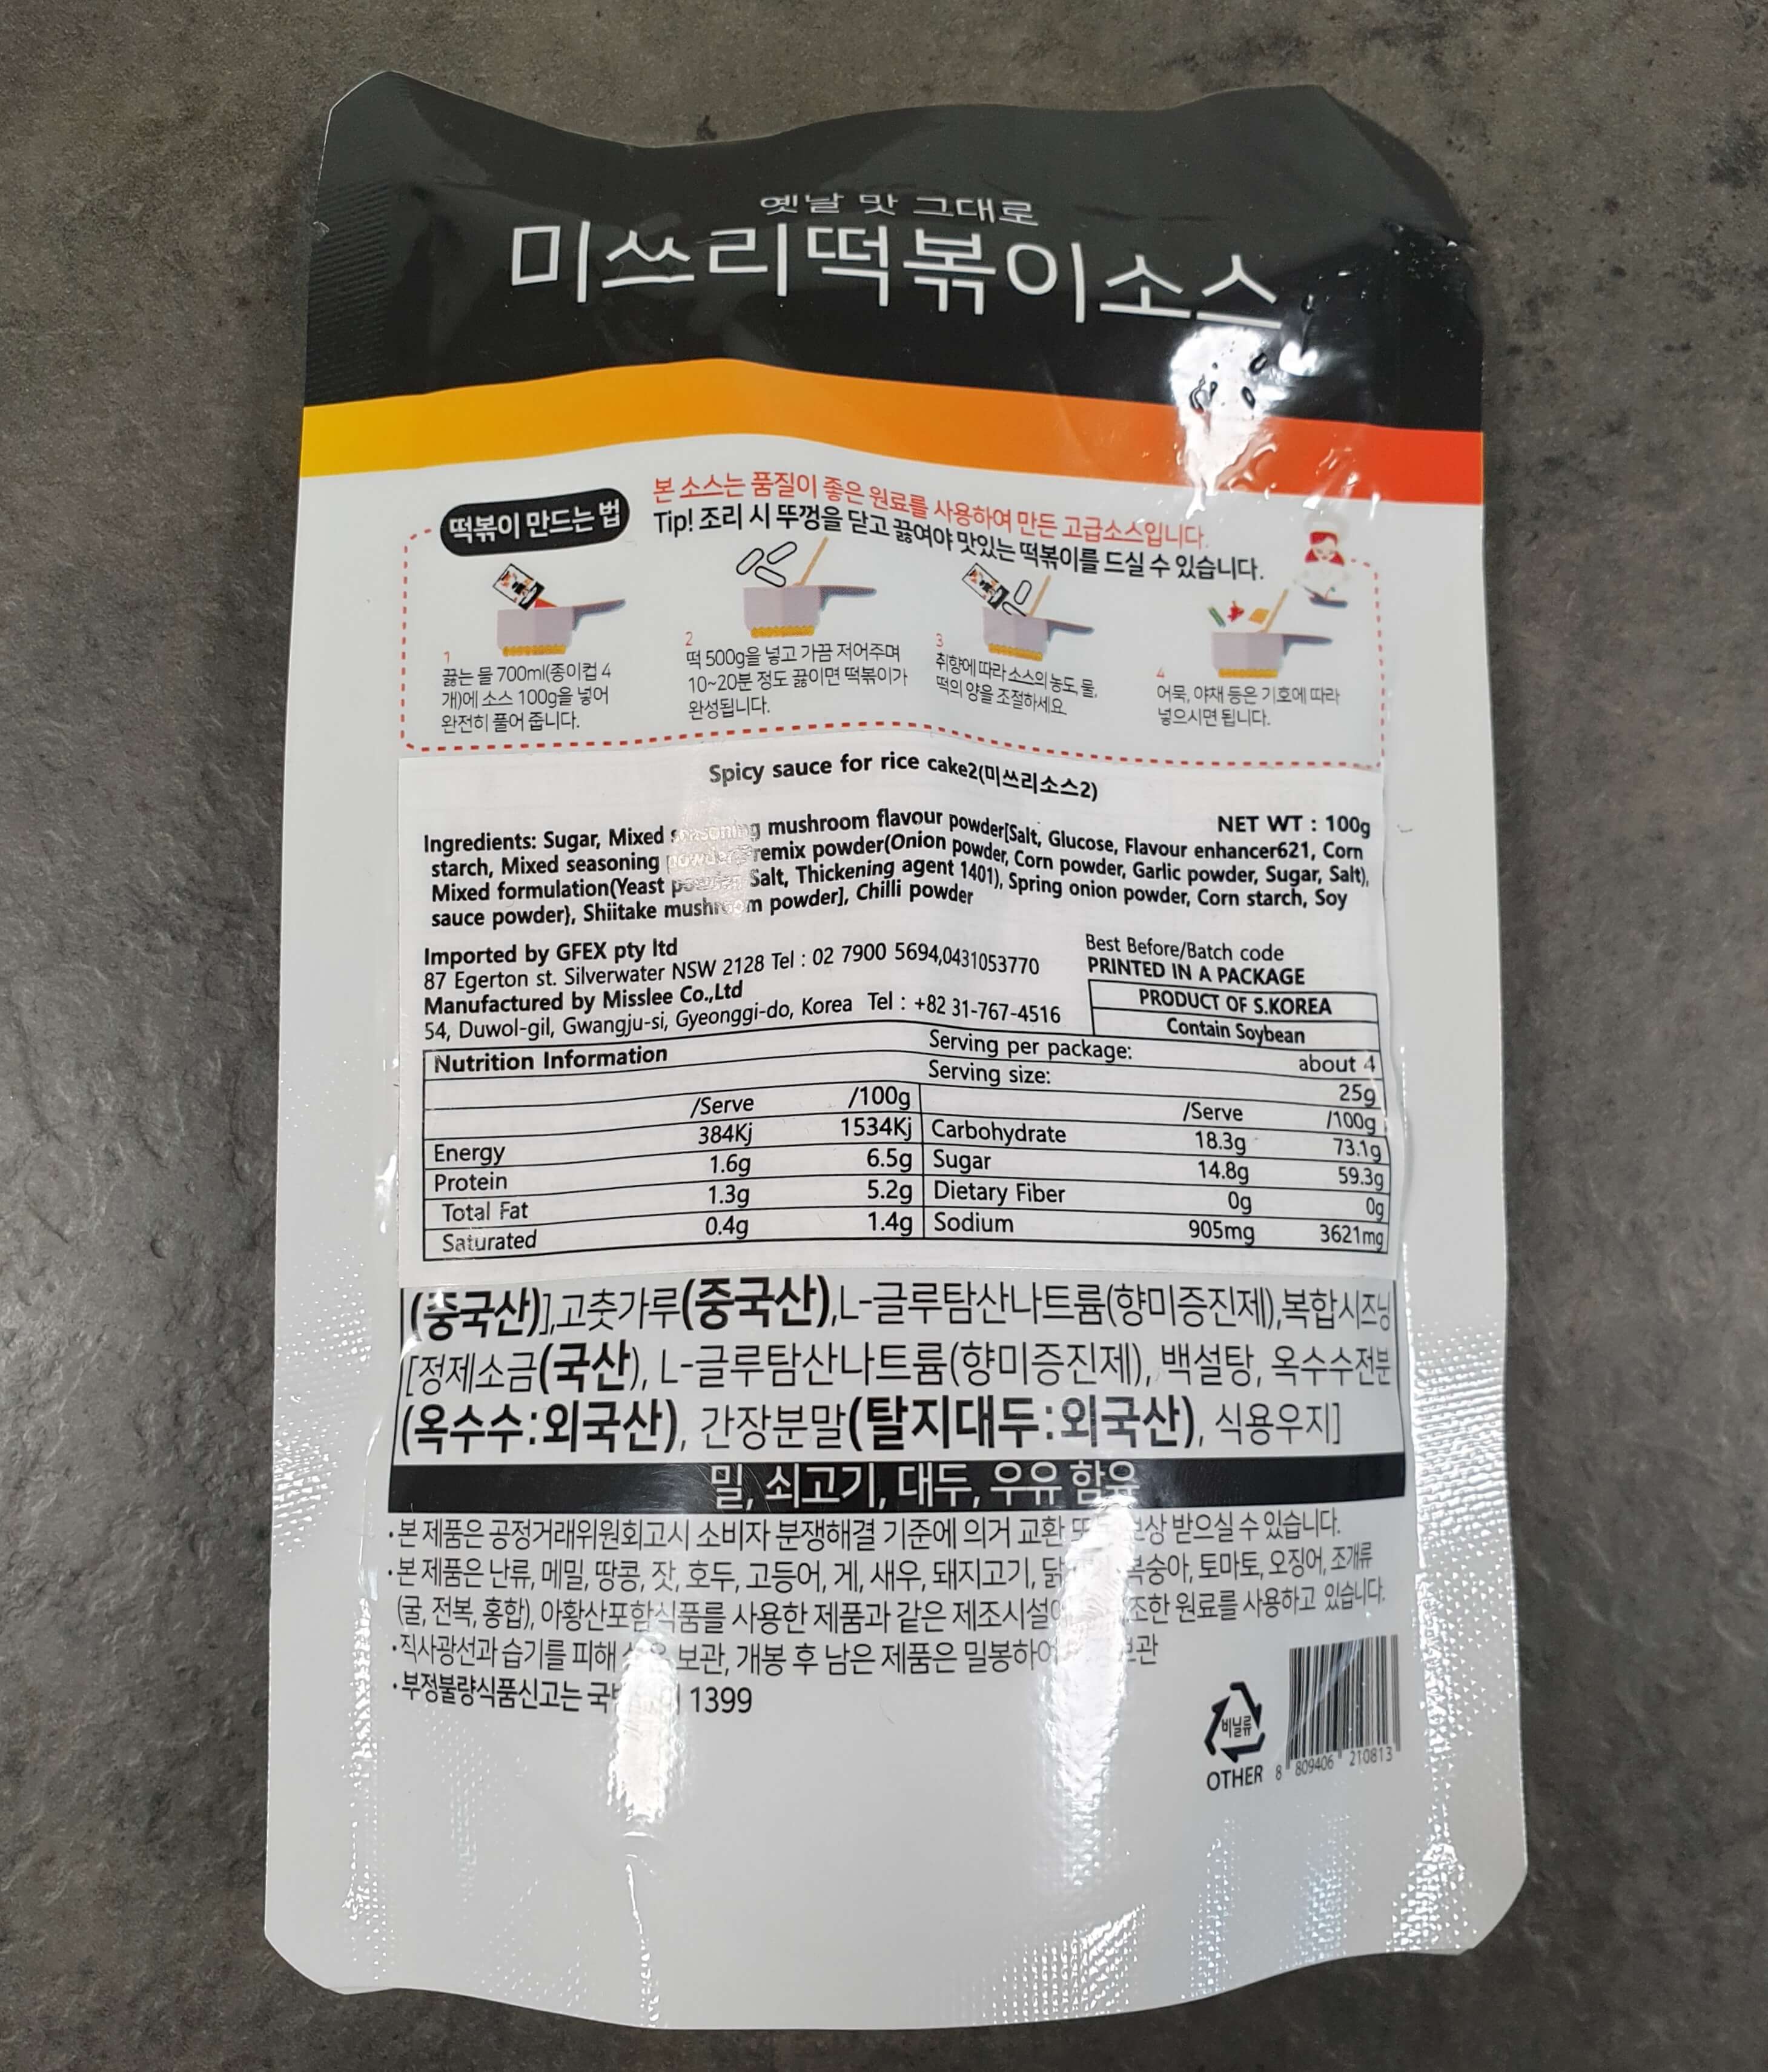 옛날 맛 그대로
미쓰리떡볶이소스
떡볶이 만드는 법
본 소스는 품질이 좋은 원료를 사용하여 만든 고급소스입니다.
Tip! 조리 시 뚜껑을 닫고 끓여야 맛있는 떡볶이를 드실 수 있습니다.
1
끓는 물 700ml(종이컵 4
개)에 소스 100g을 넣어
완전히 풀어 줍니다.
2
떡 500g을 넣고 가끔 저어주며
10~20분 정도 끓이면 떡볶이가
완성됩니다.
3
취향에 따라 소스의 농도, 물,
떡의 양을 조절하세요.
4
어묵, 야채 등은 기호에 따라
넣으시면 됩니다.
Spicy sauce for rice cake2(미쓰리소스2)
NET WT : 100g
Ingredients: Sugar, Mixed seasoning mushroom flavour powder[Salt, Glucose, Flavour enhancer621, Corn
starch, Mixed seasoning powder{Premix powder(Onion powder, Corn powder, Garlic powder, Sugar, Salt),
Mixed formulation(Yeast powder, Salt, Thickening agent 1401), Spring onion powder, Corn starch, Soy
sauce powder}, Shiitake mushroom powder], Chilli powder
Imported by GFEX pty ltd
87 Egerton st. Silverwater NSW 2128 Tel : 02 7900 5694,0431053770
Manufactured by Misslee Co.,Ltd
54, Duwol-gil, Gwangju-si, Gyeonggi-do, Korea Tel : +82 31-767-4516
Best Before/Batch code
PRINTED IN A PACKAGE
PRODUCT OF S.KOREA
Contain Soybean
Nutrition Information
Serving per package: about 4
Serving size: 25g
/Serve /100g /Serve /100g
Energy 384Kj 1534Kj Carbohydrate 18.3g 73.1g
Protein 1.6g 6.5g Sugar 14.8g 59.3g
Total Fat 1.3g 5.2g Dietary Fiber 0g 0g
Saturated 0.4g 1.4g Sodium 905mg 3621mg
(중국산)],고춧가루(중국산),L-글루탐산나트륨(향미증진제),복합시즈닝
[정제소금(국산), L-글루탐산나트륨(향미증진제), 백설탕, 옥수수전분
(옥수수:외국산), 간장분말(탈지대두:외국산), 식용우지]
밀, 쇠고기, 대두, 우유 함유
·본 제품은 공정거래위원회고시 소비자 분쟁해결 기준에 의거 교환 받으실 수 있습니다.
·본 제품은 난류, 메밀, 땅콩, 잣, 호두, 고등어, 게, 새우, 돼지고기, 복숭아, 토마토, 오징어, 조개류
(굴, 전복, 홍합), 아황산포함식품를 사용한 제품과 같은 원료를 사용하고 있습니다.
·직사광선과 습기를 피해 보관, 개봉 후 남은 제품은
·부정불량식품신고는 1399
비닐류
OTHER
8 809406 210813